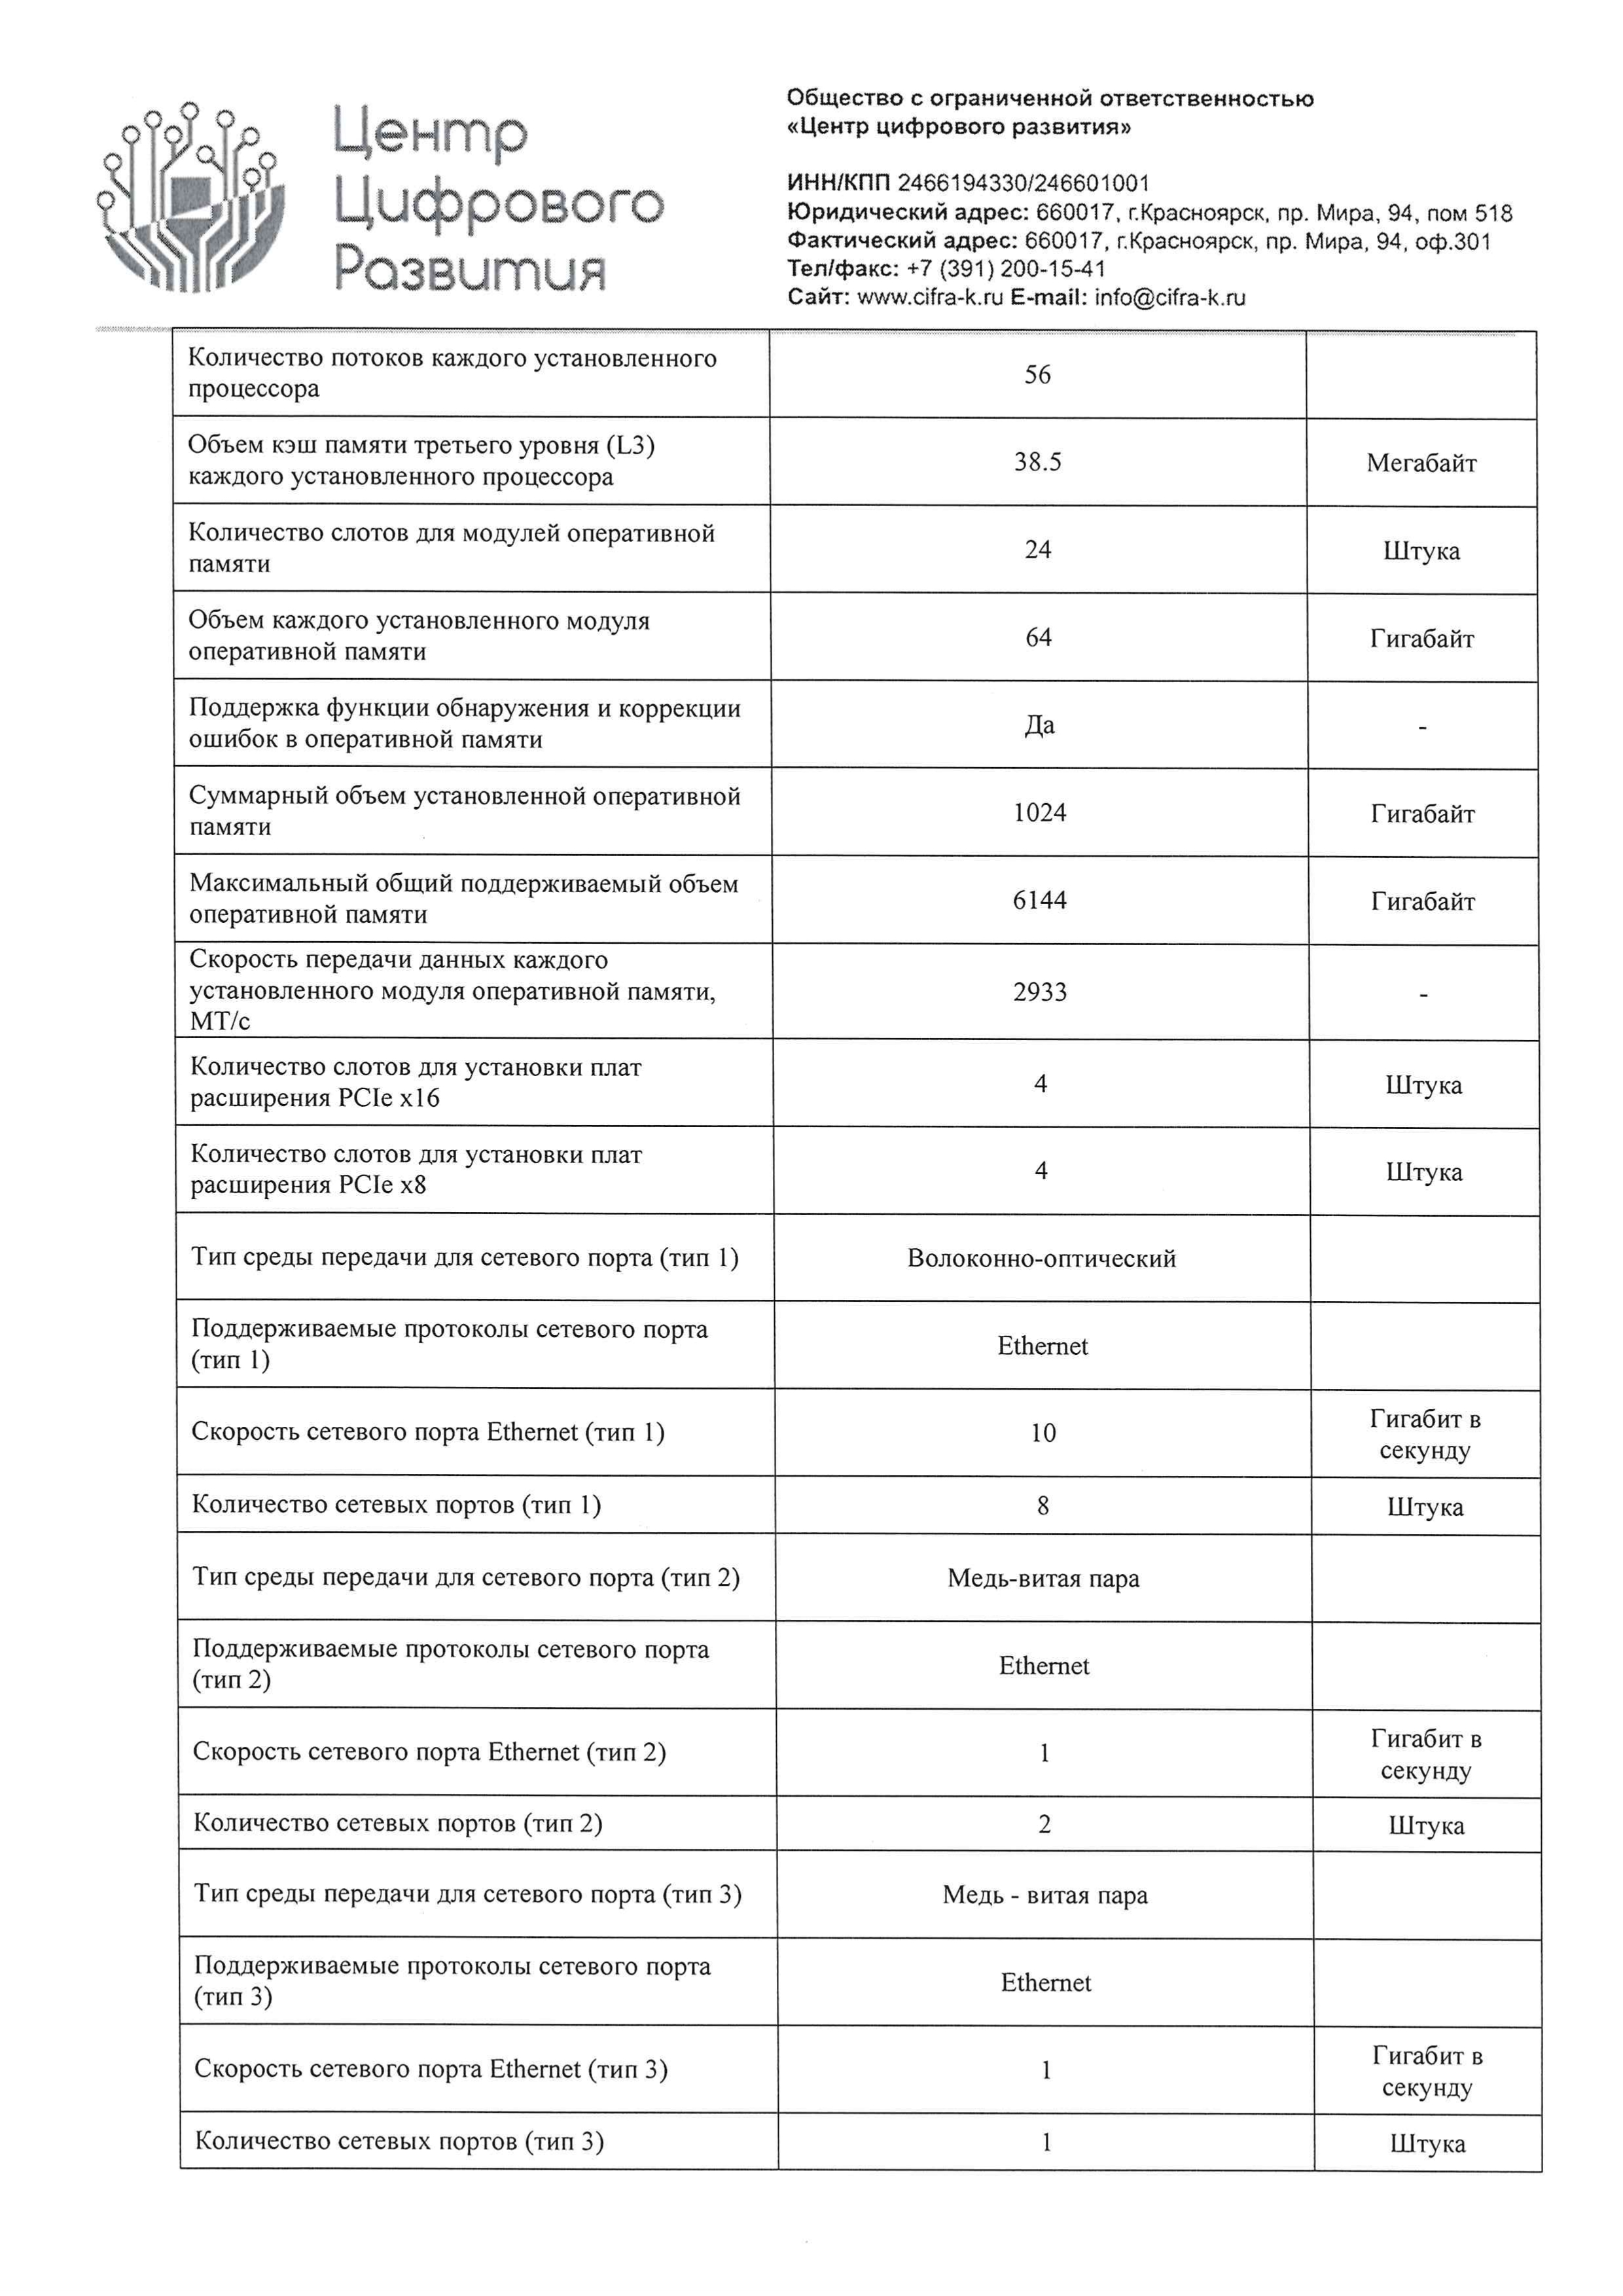 Центр
Цифрового
Развития
Общество с ограниченной ответственностью
«Центр цифрового развития»
ИНН/КПП 2466194330/246601001
Юридический адрес: 660017, г.Красноярск, пр. Мира, 94, пом 518
Фактический адрес: 660017, г.Красноярск, пр. Мира, 94, оф.301
Тел/факс: +7 (391) 200-15-41
Сайт: www.cifra-k.ru E-mail: info@cifra-k.ru
Количество потоков каждого установленного
процессора
56
Объем кэш памяти третьего уровня (L3)
каждого установленного процессора
38.5
Мегабайт
Количество слотов для модулей оперативной
памяти
24
Штука
Объем каждого установленного модуля
оперативной памяти
64
Гигабайт
Поддержка функции обнаружения и коррекции
ошибок в оперативной памяти
Да
-
Суммарный объем установленной оперативной
памяти
1024
Гигабайт
Максимальный общий поддерживаемый объем
оперативной памяти
6144
Гигабайт
Скорость передачи данных каждого
установленного модуля оперативной памяти,
МТ/с
2933
-
Количество слотов для установки плат
расширения PCIe x16
4
Штука
Количество слотов для установки плат
расширения PCIe x8
4
Штука
Тип среды передачи для сетевого порта (тип 1)
Волоконно-оптический
Поддерживаемые протоколы сетевого порта
(тип 1)
Ethernet
Скорость сетевого порта Ethernet (тип 1)
10
Гигабит в
секунду
Количество сетевых портов (тип 1)
8
Штука
Тип среды передачи для сетевого порта (тип 2)
Медь-витая пара
Поддерживаемые протоколы сетевого порта
(тип 2)
Ethernet
Скорость сетевого порта Ethernet (тип 2)
1
Гигабит в
секунду
Количество сетевых портов (тип 2)
2
Штука
Тип среды передачи для сетевого порта (тип 3)
Медь - витая пара
Поддерживаемые протоколы сетевого порта
(тип 3)
Ethernet
Скорость сетевого порта Ethernet (тип 3)
1
Гигабит в
секунду
Количество сетевых портов (тип 3)
1
Штука